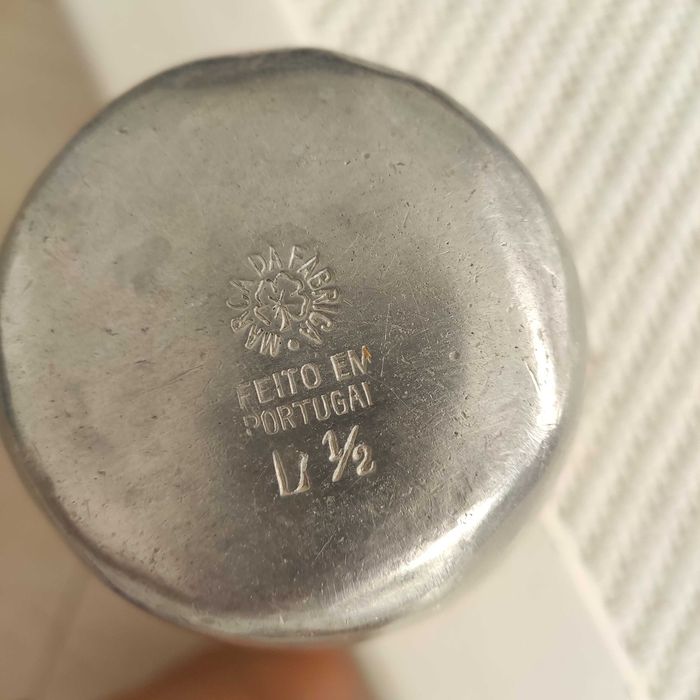 MARCA DA FABRICA •
FEITO EM
PORTUGAL
L 1/2